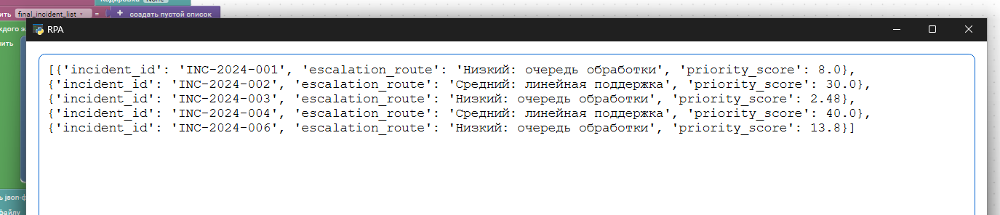 Кодировка None
ить final_incident_list = + создать пустой список
ждого эл
RPA
ить
[{'incident_id': 'INC-2024-001', 'escalation_route': 'Низкий: очередь обработки', 'priority_score': 8.0},
{'incident_id': 'INC-2024-002', 'escalation_route': 'Средний: линейная поддержка', 'priority_score': 30.0},
{'incident_id': 'INC-2024-003', 'escalation_route': 'Низкий: очередь обработки', 'priority_score': 2.48},
{'incident_id': 'INC-2024-004', 'escalation_route': 'Средний: линейная поддержка', 'priority_score': 40.0},
{'incident_id': 'INC-2024-006', 'escalation_route': 'Низкий: очередь обработки', 'priority_score': 13.8}]
ь json-ф
файлу